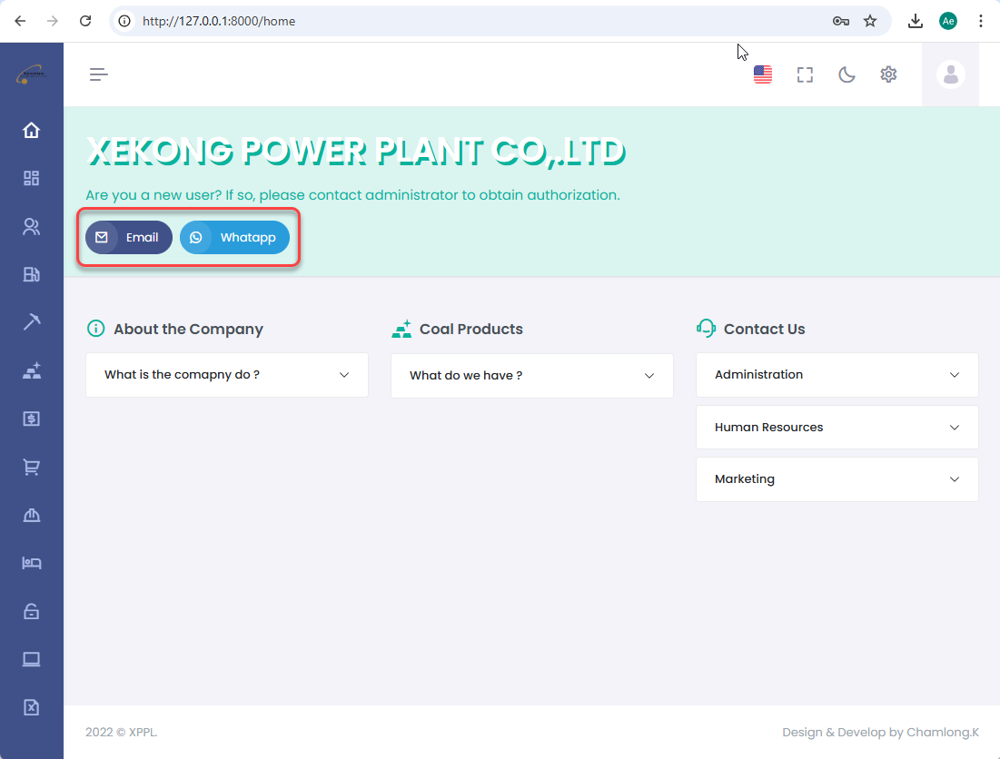 http://127.0.0.1:8000/home
Ae
XEKONG POWER PLANT CO,.LTD
Are you a new user? If so, please contact administrator to obtain authorization.
Email
Whatapp
About the Company
What is the comapny do ?
Coal Products
What do we have ?
Contact Us
Administration
Human Resources
Marketing
2022 © XPPL.
Design & Develop by Chamlong.K